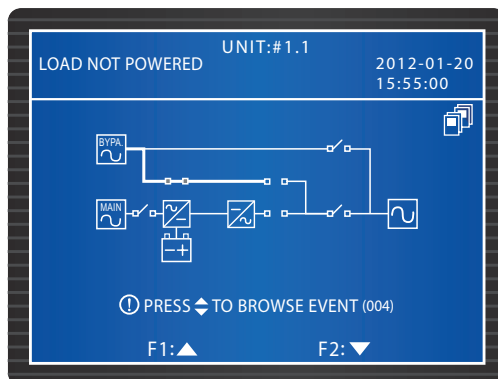 UNIT:#1.1
LOAD NOT POWERED
2012-01-20
15:55:00
BYPA.
MAIN
PRESS TO BROWSE EVENT (004)
F1: F2: